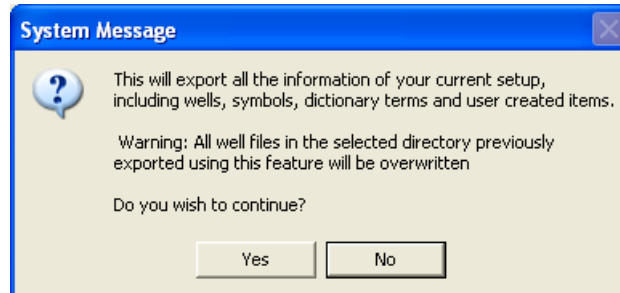 System Message
This will export all the information of your current setup,
including wells, symbols, dictionary terms and user created items.
Warning: All well files in the selected directory previously
exported using this feature will be overwritten
Do you wish to continue?
Yes
No